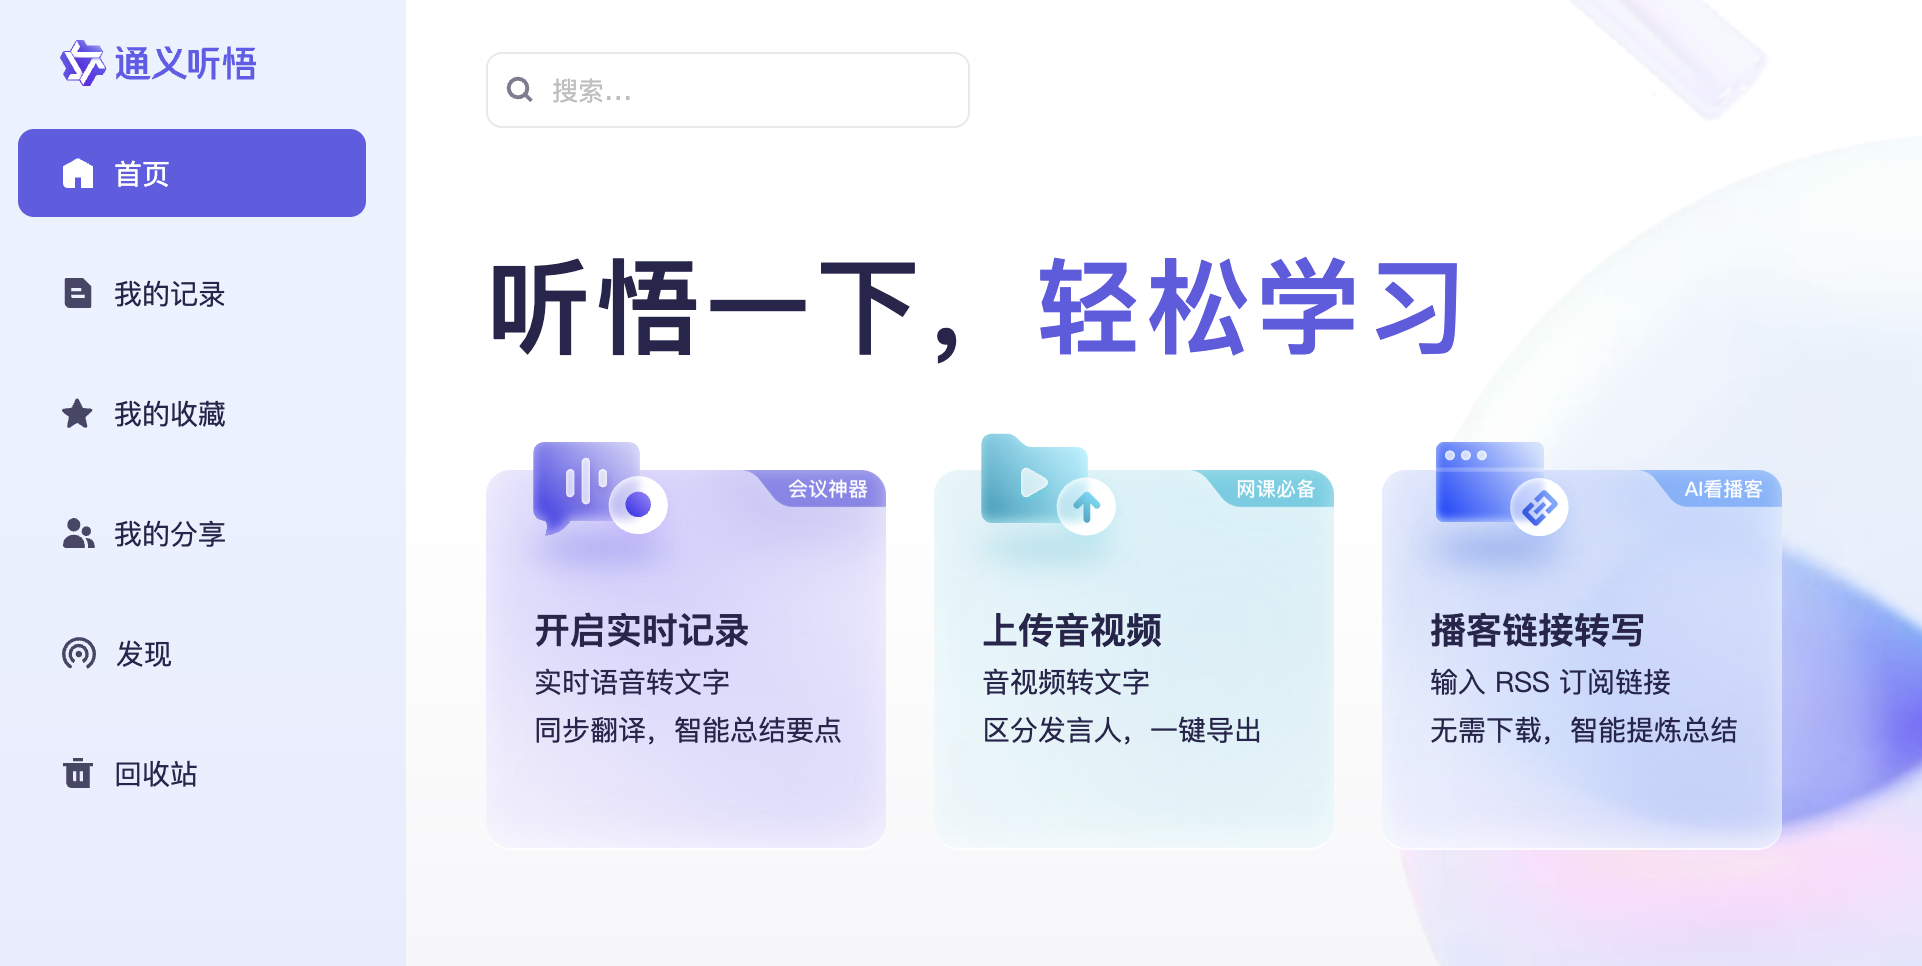 通义听悟
首页
我的记录
我的收藏
我的分享
发现
回收站
搜索...
听悟一下，轻松学习
会议神器
开启实时记录
实时语音转文字
同步翻译，智能总结要点
网课必备
上传音视频
音视频转文字
区分发言人，一键导出
AI看播客
播客链接转写
输入 RSS 订阅链接
无需下载，智能提炼总结